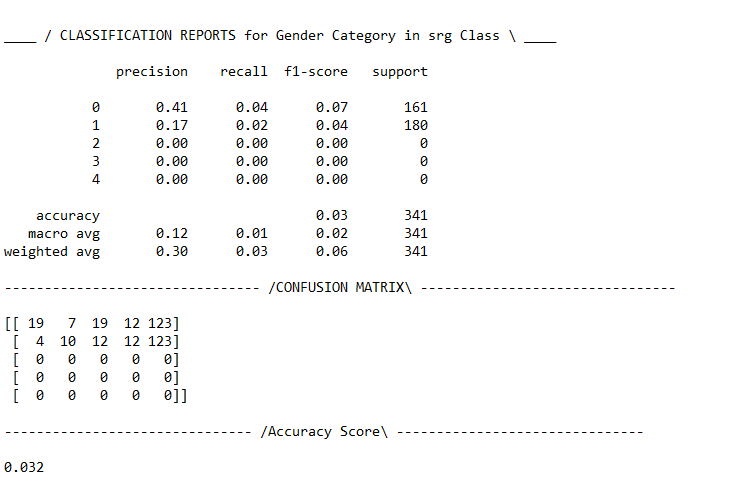 ____ / CLASSIFICATION REPORTS for Gender Category in srg Class \ ____
precision recall f1-score support
0 0.41 0.04 0.07 161
1 0.17 0.02 0.04 180
2 0.00 0.00 0.00 0
3 0.00 0.00 0.00 0
4 0.00 0.00 0.00 0
accuracy 0.03 341
macro avg 0.12 0.01 0.02 341
weighted avg 0.30 0.03 0.06 341
-------------------------------- /CONFUSION MATRIX\ --------------------------------
[[ 19 7 19 12 123]
[ 4 10 12 12 123]
[ 0 0 0 0 0]
[ 0 0 0 0 0]
[ 0 0 0 0 0]]
------------------------------- /Accuracy Score\ -------------------------------
0.032